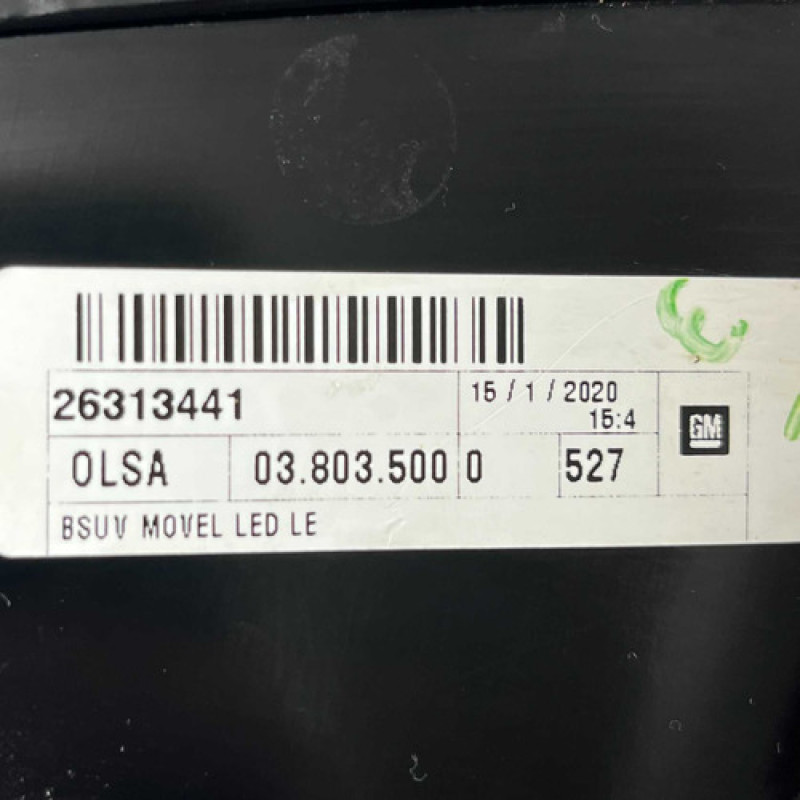 26313441
15 / 1 / 2020
15:4
GM
OLSA 03.803.500 0 527
BSUV MOVEL LED LE